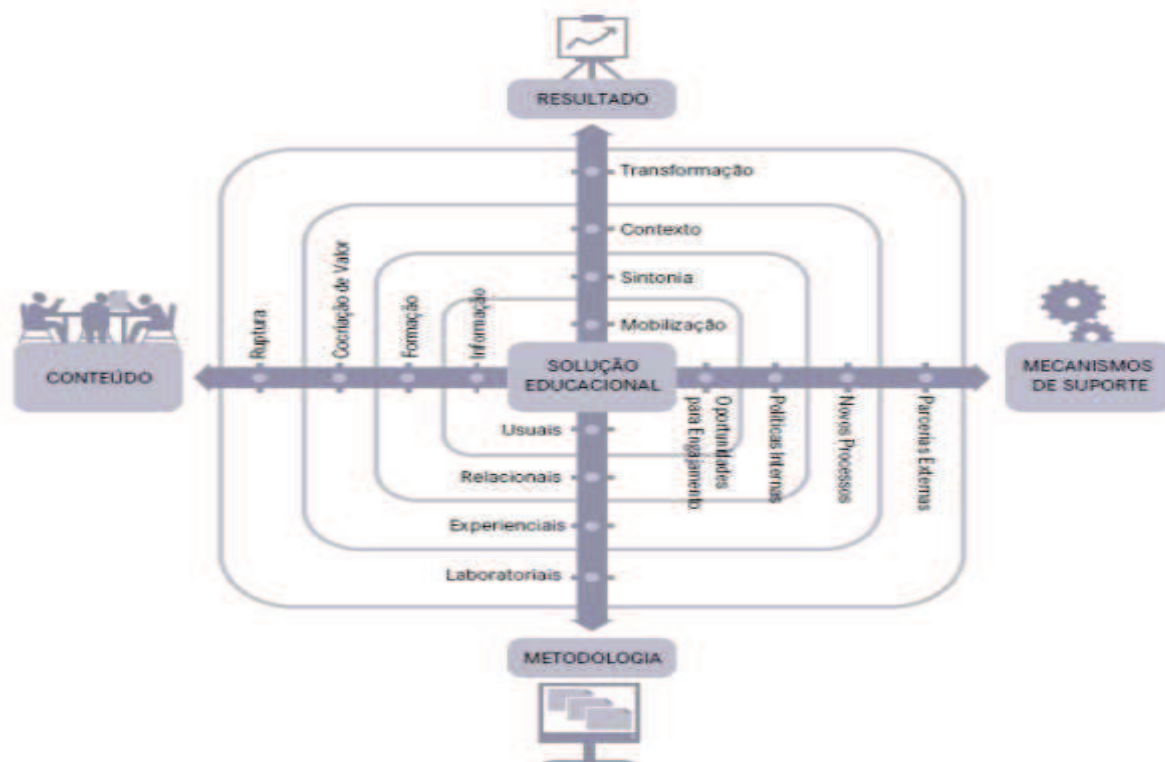 RESULTADO
Transformação
Contexto
Sintonia
Mobilização
Ruptura
Cocriação de Valor
Formação
Informação
CONTEÚDO
SOLUÇÃO
EDUCACIONAL
MECANISMOS
DE SUPORTE
Oportunidades
para Engajamento
Políticas Internas
Novos Processos
Parcerias Externas
Usuais
Relacionais
Experienciais
Laboratoriais
METODOLOGIA